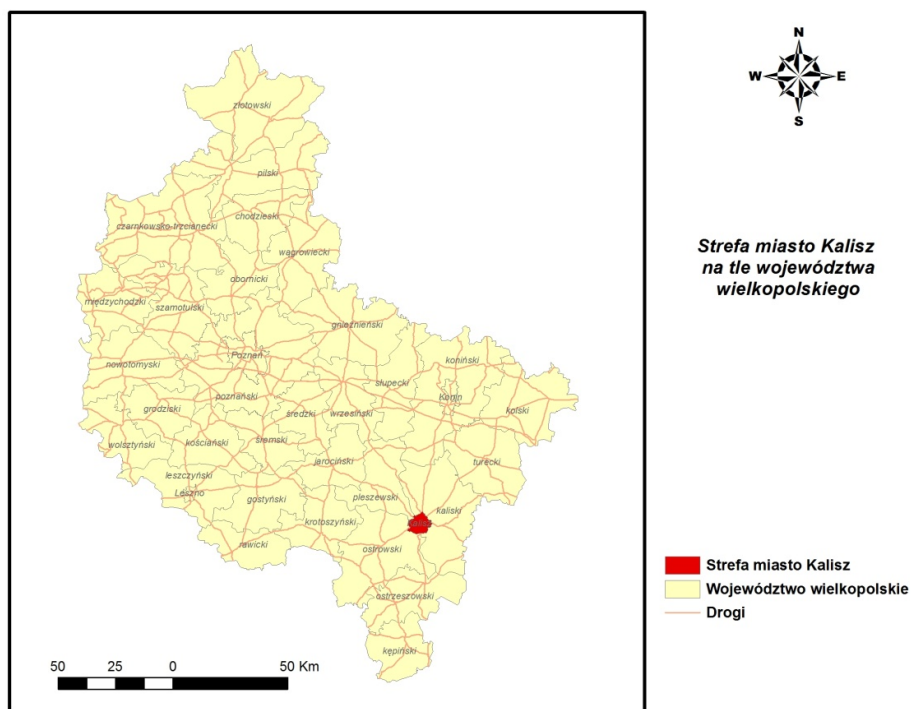 N
W E
S
Strefa miasto Kalisz
na tle województwa
wielkopolskiego
złotowski
pilski
chodzieski
czarnkowsko-trzcianecki
wągrowiecki
obornicki
międzychodzki
szamotulski
gnieźnieński
Poznań
nowotomyski
koniński
słupecki
poznański
Konin
grodziski
średzki
wrzesiński
kolski
wolsztyński
kościański
śremski
jarociński
turecki
leszczyński
Leszno
gostyński
pleszewski
kaliski
krotoszyński
Kalisz
rawicki
ostrowski
ostrzeszowski
kępiński
50 25 0 50 Km
Strefa miasto Kalisz
Województwo wielkopolskie
Drogi